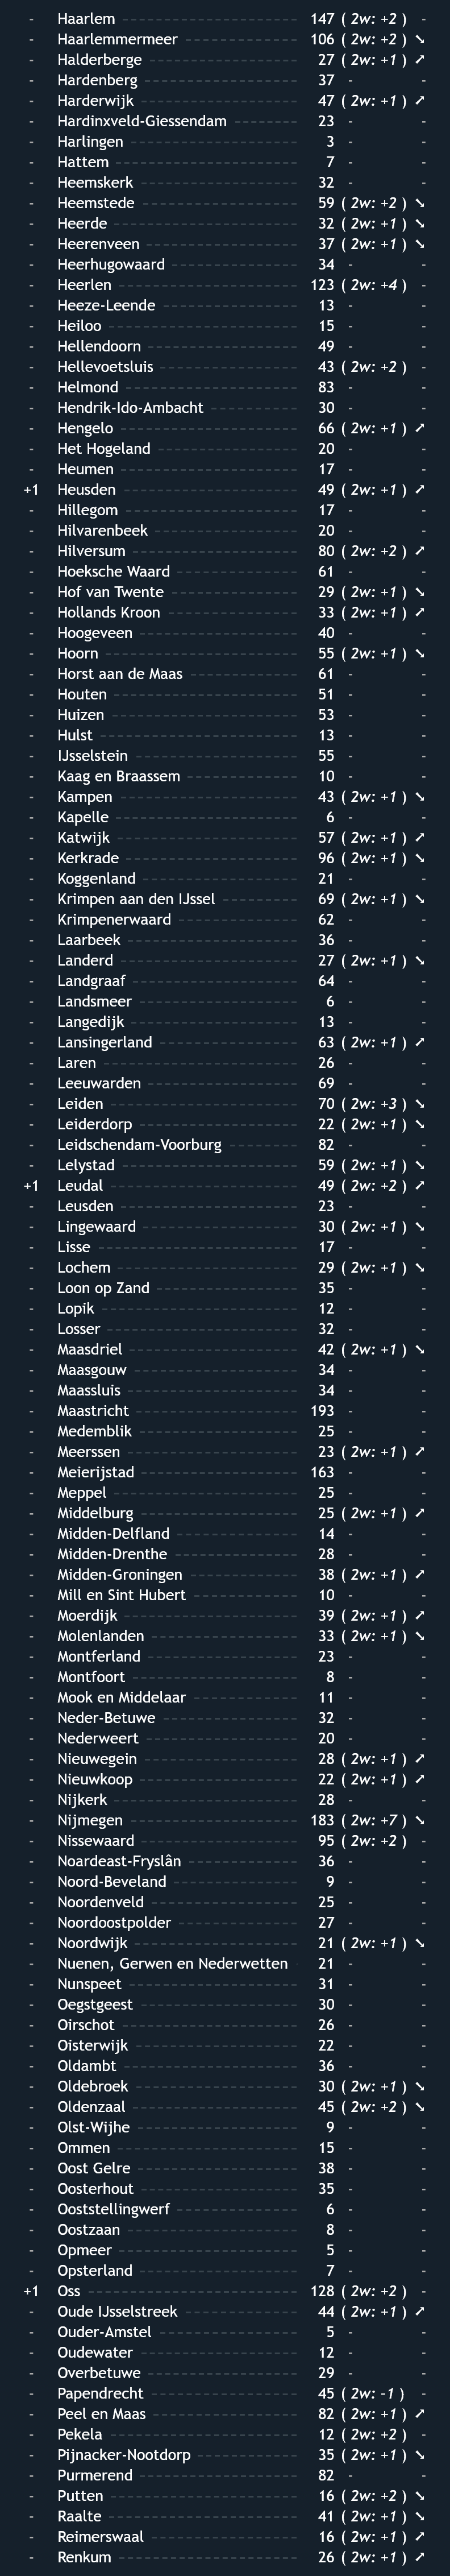 - Haarlem 147 ( 2w: +2 ) -
- Haarlemmermeer 106 ( 2w: +2 ) ➘
- Halderberge 27 ( 2w: +1 ) ➚
- Hardenberg 37 - -
- Harderwijk 47 ( 2w: +1 ) ➚
- Hardinxveld-Giessendam 23 - -
- Harlingen 3 - -
- Hattem 7 - -
- Heemskerk 32 - -
- Heemstede 59 ( 2w: +2 ) ➘
- Heerde 32 ( 2w: +1 ) ➘
- Heerenveen 37 ( 2w: +1 ) ➘
- Heerhugowaard 34 - -
- Heerlen 123 ( 2w: +4 ) -
- Heeze-Leende 13 - -
- Heiloo 15 - -
- Hellendoorn 49 - -
- Hellevoetsluis 43 ( 2w: +2 ) -
- Helmond 83 - -
- Hendrik-Ido-Ambacht 30 - -
- Hengelo 66 ( 2w: +1 ) ➚
- Het Hogeland 20 - -
- Heumen 17 - -
+1 Heusden 49 ( 2w: +1 ) ➚
- Hillegom 17 - -
- Hilvarenbeek 20 - -
- Hilversum 80 ( 2w: +2 ) ➚
- Hoeksche Waard 61 - -
- Hof van Twente 29 ( 2w: +1 ) ➘
- Hollands Kroon 33 ( 2w: +1 ) ➚
- Hoogeveen 40 - -
- Hoorn 55 ( 2w: +1 ) ➘
- Horst aan de Maas 61 - -
- Houten 51 - -
- Huizen 53 - -
- Hulst 13 - -
- IJsselstein 55 - -
- Kaag en Braassem 10 - -
- Kampen 43 ( 2w: +1 ) ➘
- Kapelle 6 - -
- Katwijk 57 ( 2w: +1 ) ➚
- Kerkrade 96 ( 2w: +1 ) ➘
- Koggenland 21 - -
- Krimpen aan den IJssel 69 ( 2w: +1 ) ➘
- Krimpenerwaard 62 - -
- Laarbeek 36 - -
- Landerd 27 ( 2w: +1 ) ➘
- Landgraaf 64 - -
- Landsmeer 6 - -
- Langedijk 13 - -
- Lansingerland 63 ( 2w: +1 ) ➚
- Laren 26 - -
- Leeuwarden 69 - -
- Leiden 70 ( 2w: +3 ) ➘
- Leiderdorp 22 ( 2w: +1 ) ➘
- Leidschendam-Voorburg 82 - -
- Lelystad 59 ( 2w: +1 ) ➘
+1 Leudal 49 ( 2w: +2 ) ➚
- Leusden 23 - -
- Lingewaard 30 ( 2w: +1 ) ➘
- Lisse 17 - -
- Lochem 29 ( 2w: +1 ) ➘
- Loon op Zand 35 - -
- Lopik 12 - -
- Losser 32 - -
- Maasdriel 42 ( 2w: +1 ) ➘
- Maasgouw 34 - -
- Maassluis 34 - -
- Maastricht 193 - -
- Medemblik 25 - -
- Meerssen 23 ( 2w: +1 ) ➚
- Meierijstad 163 - -
- Meppel 25 - -
- Middelburg 25 ( 2w: +1 ) ➚
- Midden-Delfland 14 - -
- Midden-Drenthe 28 - -
- Midden-Groningen 38 ( 2w: +1 ) ➚
- Mill en Sint Hubert 10 - -
- Moerdijk 39 ( 2w: +1 ) ➚
- Molenlanden 33 ( 2w: +1 ) ➘
- Montferland 23 - -
- Montfoort 8 - -
- Mook en Middelaar 11 - -
- Neder-Betuwe 32 - -
- Nederweert 20 - -
- Nieuwegein 28 ( 2w: +1 ) ➚
- Nieuwkoop 22 ( 2w: +1 ) ➚
- Nijkerk 28 - -
- Nijmegen 183 ( 2w: +7 ) ➘
- Nissewaard 95 ( 2w: +2 ) -
- Noardeast-Fryslân 36 - -
- Noord-Beveland 9 - -
- Noordenveld 25 - -
- Noordoostpolder 27 - -
- Noordwijk 21 ( 2w: +1 ) ➘
- Nuenen, Gerwen en Nederwetten 21 - -
- Nunspeet 31 - -
- Oegstgeest 30 - -
- Oirschot 26 - -
- Oisterwijk 22 - -
- Oldambt 36 - -
- Oldebroek 30 ( 2w: +1 ) ➘
- Oldenzaal 45 ( 2w: +2 ) ➘
- Olst-Wijhe 9 - -
- Ommen 15 - -
- Oost Gelre 38 - -
- Oosterhout 35 - -
- Ooststellingwerf 6 - -
- Oostzaan 8 - -
- Opmeer 5 - -
- Opsterland 7 - -
+1 Oss 128 ( 2w: +2 ) -
- Oude IJsselstreek 44 ( 2w: +1 ) ➚
- Ouder-Amstel 5 - -
- Oudewater 12 - -
- Overbetuwe 29 - -
- Papendrecht 45 ( 2w: -1 ) -
- Peel en Maas 82 ( 2w: +1 ) ➚
- Pekela 12 ( 2w: +2 ) -
- Pijnacker-Nootdorp 35 ( 2w: +1 ) ➘
- Purmerend 82 - -
- Putten 16 ( 2w: +2 ) ➘
- Raalte 41 ( 2w: +1 ) ➘
- Reimerswaal 16 ( 2w: +1 ) ➚
- Renkum 26 ( 2w: +1 ) ➚